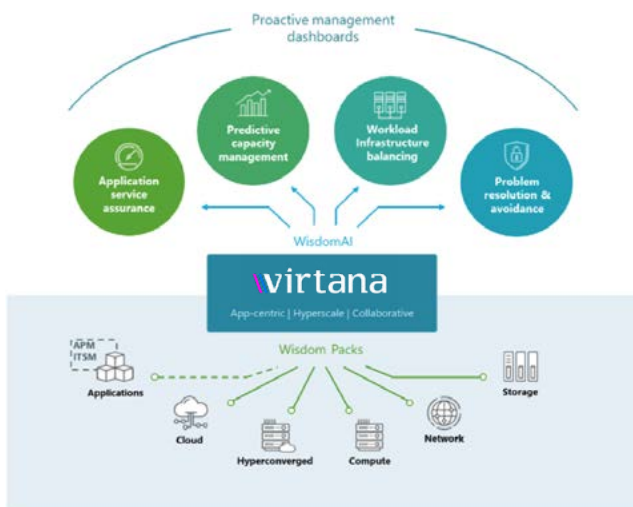 Proactive management
dashboards
Predictive
capacity
management
Workload
Infrastructure
balancing
Application
service
assurance
Problem
resolution &
avoidance
WisdomAI
virtana
App-centric | Hyperscale | Collaborative
Wisdom Packs
APM
ITSM
Applications
Storage
Cloud
Network
Hyperconverged
Compute